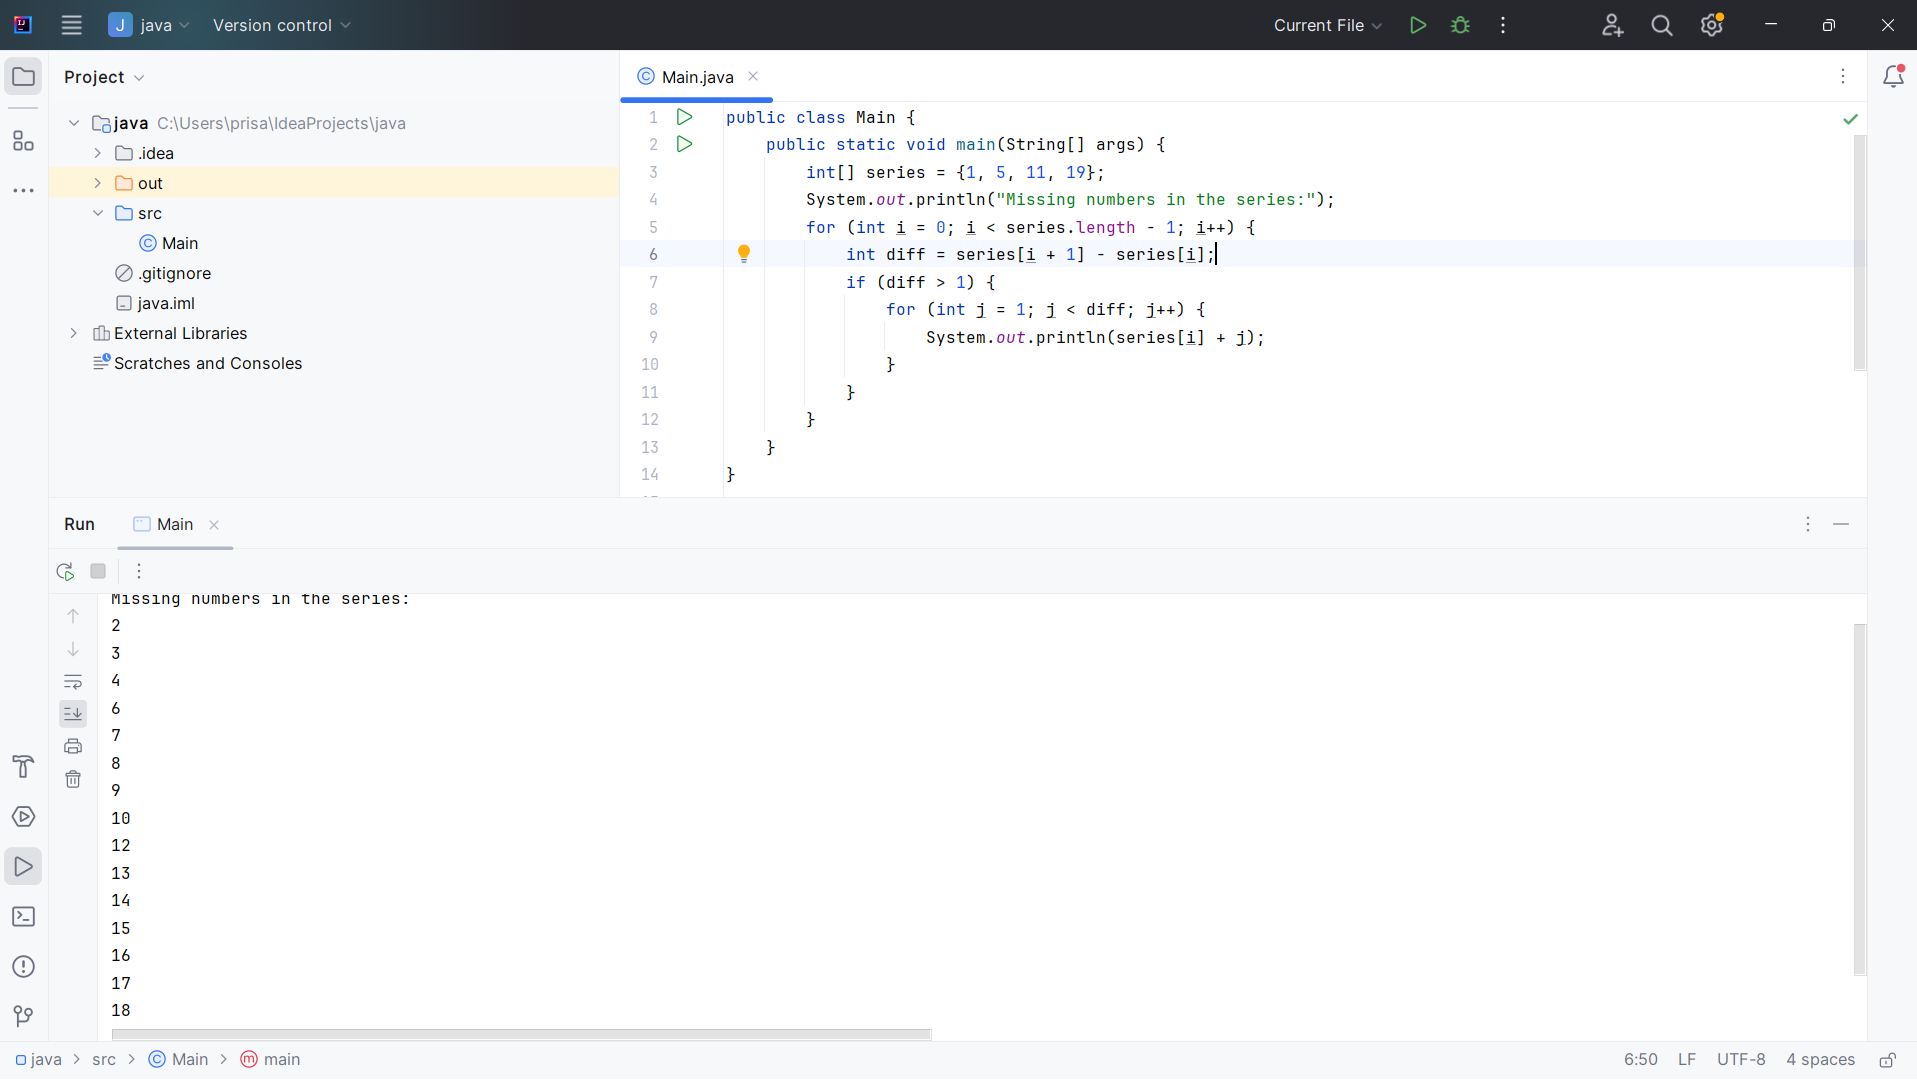 J java Version control Current File
Project
Main.java
java C:\Users\prisa\IdeaProjects\java
.idea
out
src
Main
.gitignore
java.iml
External Libraries
Scratches and Consoles
1 public class Main {
2 public static void main(String[] args) {
3 int[] series = {1, 5, 11, 19};
4 System.out.println("Missing numbers in the series:");
5 for (int i = 0; i < series.length - 1; i++) {
6 int diff = series[i + 1] - series[i];
7 if (diff > 1) {
8 for (int j = 1; j < diff; j++) {
9 System.out.println(series[i] + j);
10 }
11 }
12 }
13 }
14 }
Run Main
Missing numbers in the series:
2
3
4
6
7
8
9
10
12
13
14
15
16
17
18
java > src > Main > main 6:50 LF UTF-8 4 spaces